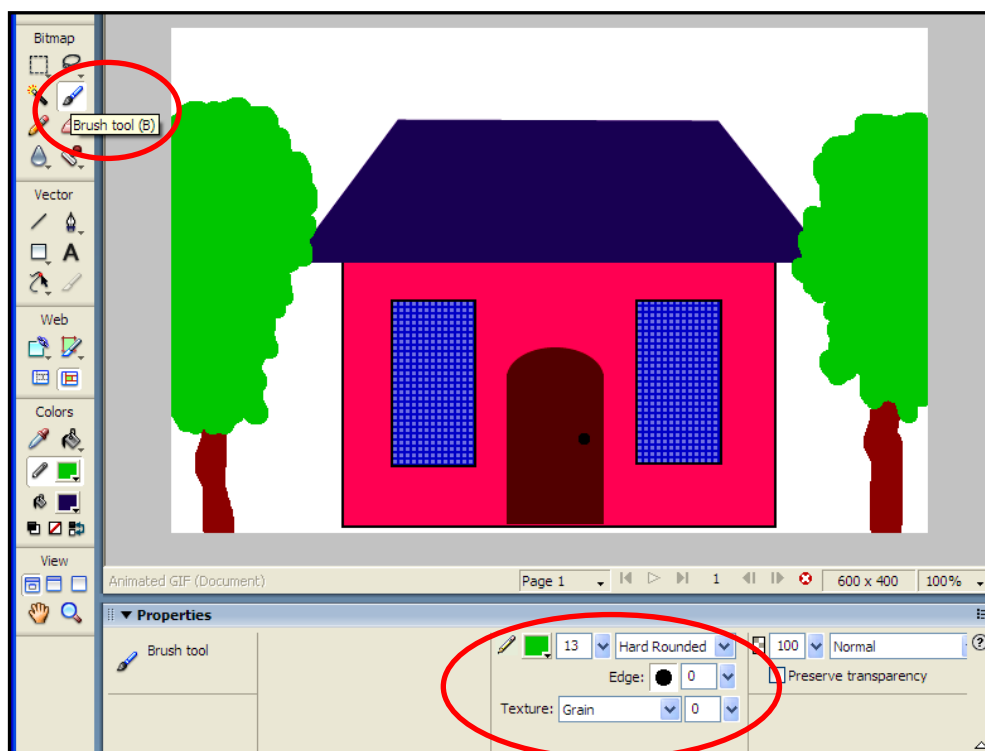 Bitmap
Brush tool (B)
Vector
A
Web
Colors
View
Animated GIF (Document)
Page 1
1
600 x 400
100%
Properties
Brush tool
13
Hard Rounded
100
Normal
?
Edge:
0
Preserve transparency
Texture:
Grain
0